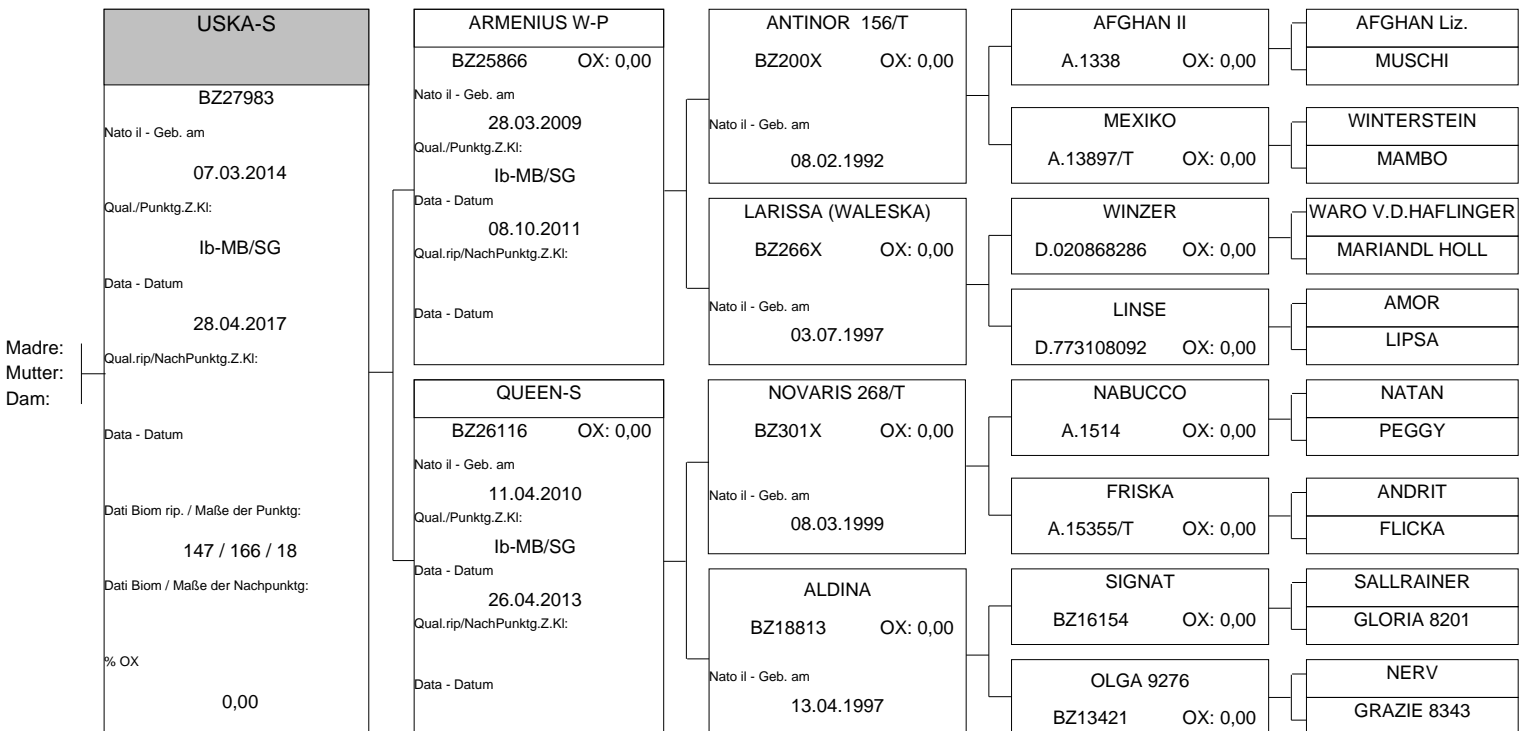 Madre:
Mutter:
Dam:
USKA-S
BZ27983
Nato il - Geb. am
07.03.2014
Qual./Punktg.Z.Kl:
Ib-MB/SG
Data - Datum
28.04.2017
Qual.rip/NachPunktg.Z.Kl:
Data - Datum
Dati Biom rip. / Maße der Punktg:
147 / 166 / 18
Dati Biom / Maße der Nachpunktg:
% OX
0,00
ARMENIUS W-P
BZ25866 OX: 0,00
Nato il - Geb. am
28.03.2009
Qual./Punktg.Z.Kl:
Ib-MB/SG
Data - Datum
08.10.2011
Qual.rip/NachPunktg.Z.Kl:
Data - Datum
QUEEN-S
BZ26116 OX: 0,00
Nato il - Geb. am
11.04.2010
Qual./Punktg.Z.Kl:
Ib-MB/SG
Data - Datum
26.04.2013
Qual.rip/NachPunktg.Z.Kl:
Data - Datum
ANTINOR 156/T
BZ200X OX: 0,00
Nato il - Geb. am
08.02.1992
LARISSA (WALESKA)
BZ266X OX: 0,00
Nato il - Geb. am
03.07.1997
NOVARIS 268/T
BZ301X OX: 0,00
Nato il - Geb. am
08.03.1999
ALDINA
BZ18813 OX: 0,00
Nato il - Geb. am
13.04.1997
AFGHAN II
A.1338 OX: 0,00
MEXIKO
A.13897/T OX: 0,00
WINZER
D.020868286 OX: 0,00
LINSE
D.773108092 OX: 0,00
NABUCCO
A.1514 OX: 0,00
FRISKA
A.15355/T OX: 0,00
SIGNAT
BZ16154 OX: 0,00
OLGA 9276
BZ13421 OX: 0,00
AFGHAN Liz.
MUSCHI
WINTERSTEIN
MAMBO
WARO V.D.HAFLINGER
MARIANDL HOLL
AMOR
LIPSA
NATAN
PEGGY
ANDRIT
FLICKA
SALLRAINER
GLORIA 8201
NERV
GRAZIE 8343